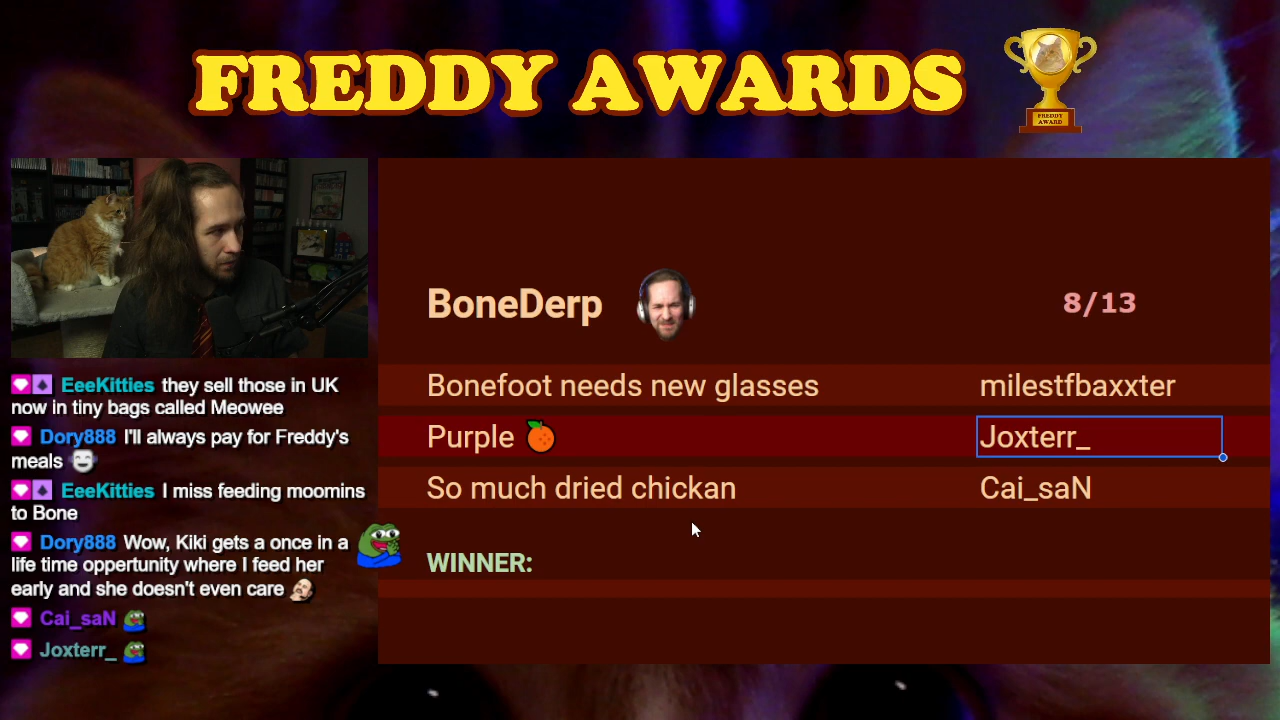 FREDDY AWARDS
FREDDY
AWARD
BoneDerp
8/13
Bonefoot needs new glasses milestfbaxxter
Purple Joxterr_
So much dried chickan Cai_saN
WINNER:
EeeKitties they sell those in UK
now in tiny bags called Meowee
Dory888 I'll always pay for Freddy's
meals
EeeKitties I miss feeding moomins
to Bone
Dory888 Wow, Kiki gets a once in a
life time oppertunity where I feed her
early and she doesn't even care
Cai_saN
Joxterr_